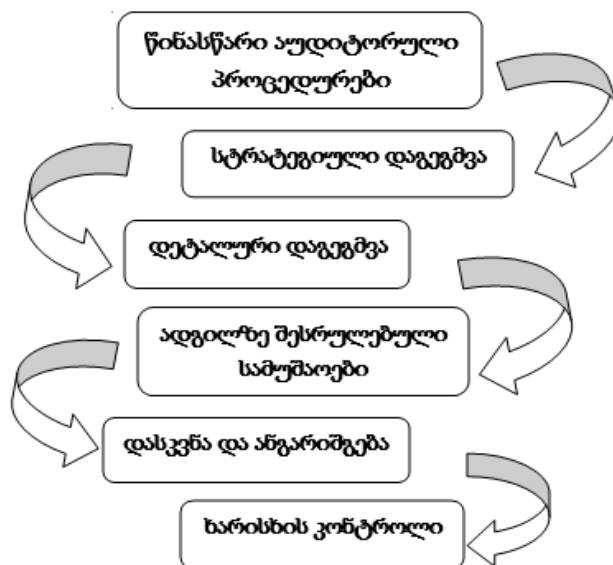 წინასწარი აუდიტორული
პროცედურები
სტრატეგიული დაგეგმვა
დეტალური დაგეგმვა
ადგილზე შესრულებული
სამუშაოები
დასკვნა და ანგარიშგება
ხარისხის კონტროლი